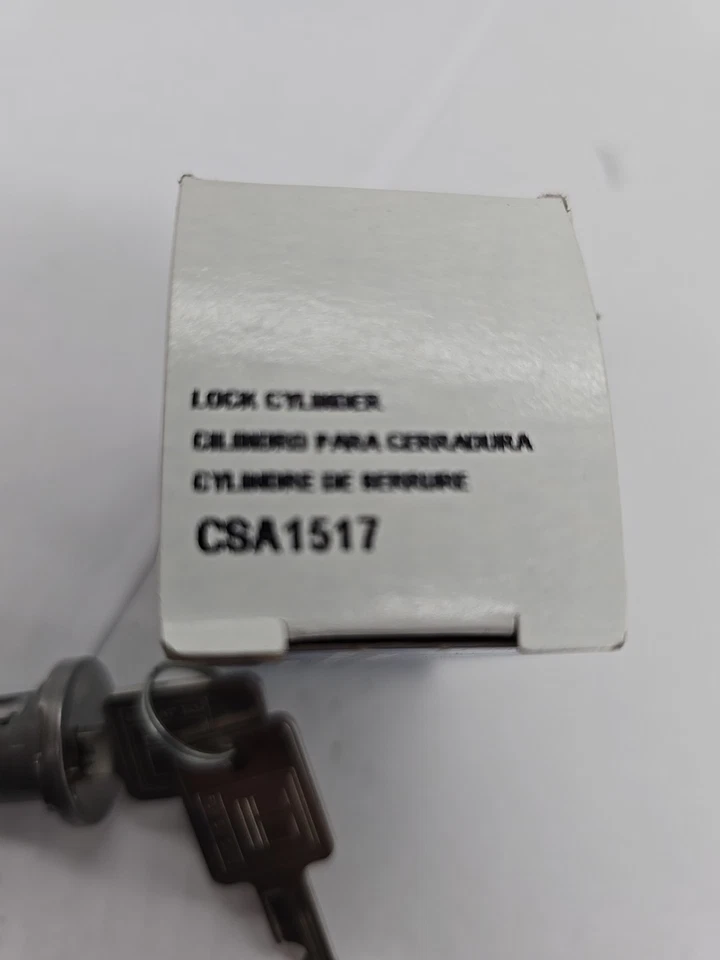 LOCK CYLINDER
CILINDRO PARA CERRADURA
CYLINDRE DE SERRURE
CSA1517